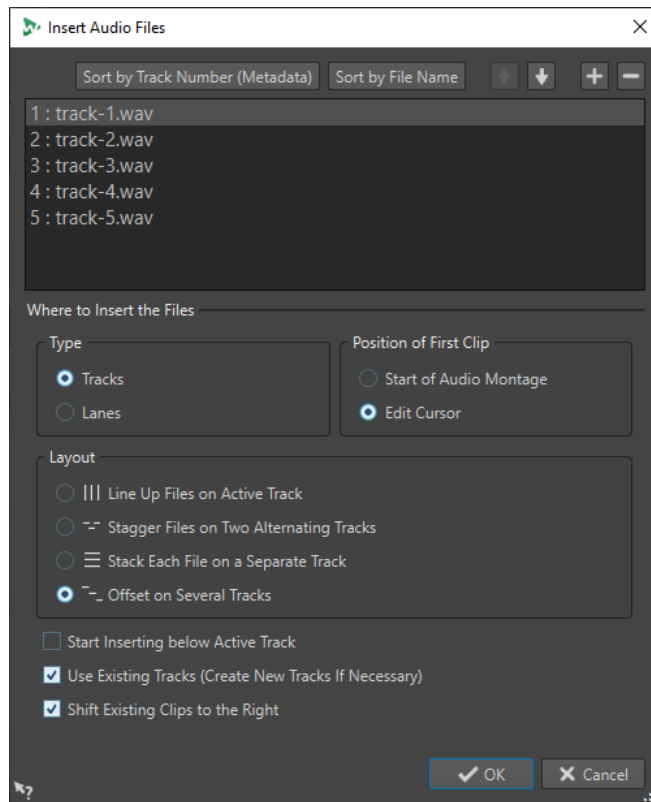 Insert Audio Files
Sort by Track Number (Metadata) Sort by File Name
1 : track-1.wav
2 : track-2.wav
3 : track-3.wav
4 : track-4.wav
5 : track-5.wav
Where to Insert the Files
Type
Tracks
Lanes
Position of First Clip
Start of Audio Montage
Edit Cursor
Layout
Line Up Files on Active Track
Stagger Files on Two Alternating Tracks
Stack Each File on a Separate Track
Offset on Several Tracks
Start Inserting below Active Track
Use Existing Tracks (Create New Tracks If Necessary)
Shift Existing Clips to the Right
OK Cancel